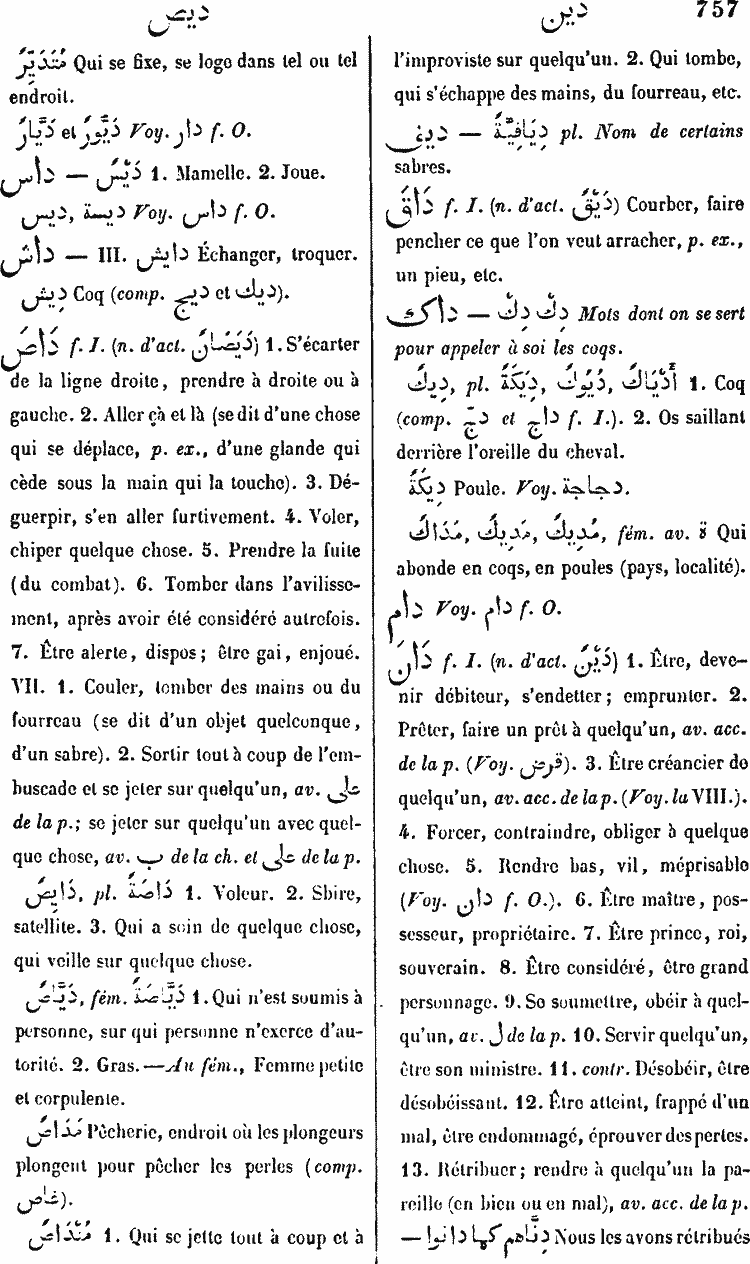 ديص
دين
757
مُتَدَيِّرٌ Qui se fixe, se loge dans tel ou tel
endroit.
دَيُّورٌ et دَيَّارٌ Voy. دار f. O.
داس — دَيْسٌ 1. Mamelle. 2. Joue.
ديس, ديسة Voy. داس f. O.
داش — III. دايش Échanger, troquer.
ديش Coq (comp. ديج et ديك).
دَاصَ f. I. (n. d'act. دَيَصَانٌ) 1. S'écarter
de la ligne droite, prendre à droite ou à
gauche. 2. Aller çà et là (se dit d'une chose
qui se déplace, p. ex., d'une glande qui
cède sous la main qui la touche). 3. Dé-
guerpir, s'en aller furtivement. 4. Voler,
chiper quelque chose. 5. Prendre la fuite
(du combat). 6. Tomber dans l'avilisse-
ment, après avoir été considéré autrefois.
7. Être alerte, dispos; être gai, enjoué.
VII. 1. Couler, tomber des mains ou du
fourreau (se dit d'un objet quelconque,
d'un sabre). 2. Sortir tout à coup de l'em-
buscade et se jeter sur quelqu'un, av. على
de la p.; se jeter sur quelqu'un avec quel-
que chose, av. ب de la ch. et على de la p.
دَايِصٌ, pl. دَاصَةٌ 1. Voleur. 2. Sbire,
satellite. 3. Qui a soin de quelque chose,
qui veille sur quelque chose.
دَيَّاصٌ, fém. دَيَّاصَةٌ 1. Qui n'est soumis à
personne, sur qui personne n'exerce d'au-
torité. 2. Gras. — Au fém., Femme petite
et corpulente.
مَدَاصٌ Pêcherie, endroit où les plongeurs
plongent pour pêcher les perles (comp.
غاص).
مُنْدَاصٌ 1. Qui se jette tout à coup et à
l'improviste sur quelqu'un. 2. Qui tombe,
qui s'échappe des mains, du fourreau, etc.
ديف — دِيَافِيَّةٌ pl. Nom de certains
sabres.
دَاقَ f. I. (n. d'act. دَيْقٌ) Courber, faire
pencher ce que l'on veut arracher, p. ex.,
un pieu, etc.
داك — دِكْ دِكْ Mots dont on se sert
pour appeler à soi les coqs.
دِيكٌ, pl. دِيَكَةٌ, دُيُوكٌ, أَدْيَاكٌ 1. Coq
(comp. دج et داج f. I.). 2. Os saillant
derrière l'oreille du cheval.
دِيكَةٌ Poule. Voy. دجاجة.
مُدِيكٌ, مَدِيكٌ, مَدَاكٌ, fém. av. ة Qui
abonde en coqs, en poules (pays, localité).
دام Voy. دام f. O.
دَانَ f. I. (n. d'act. دَيْنٌ) 1. Être, deve-
nir débiteur, s'endetter; emprunter. 2.
Prêter, faire un prêt à quelqu'un, av. acc.
de la p. (Voy. قرض). 3. Être créancier de
quelqu'un, av. acc. de la p. (Voy. la VIII.).
4. Forcer, contraindre, obliger à quelque
chose. 5. Rendre bas, vil, méprisable
(Voy. دان f. O.). 6. Être maître, pos-
sesseur, propriétaire. 7. Être prince, roi,
souverain. 8. Être considéré, être grand
personnage. 9. Se soumettre, obéir à quel-
qu'un, av. ل de la p. 10. Servir quelqu'un,
être son ministre. 11. contr. Désobéir, être
désobéissant. 12. Être atteint, frappé d'un
mal, être endommagé, éprouver des pertes.
13. Rétribuer; rendre à quelqu'un la pa-
reille (en bien ou en mal), av. acc. de la p.
— دِنَّاهم كما دانوا Nous les avons rétribués